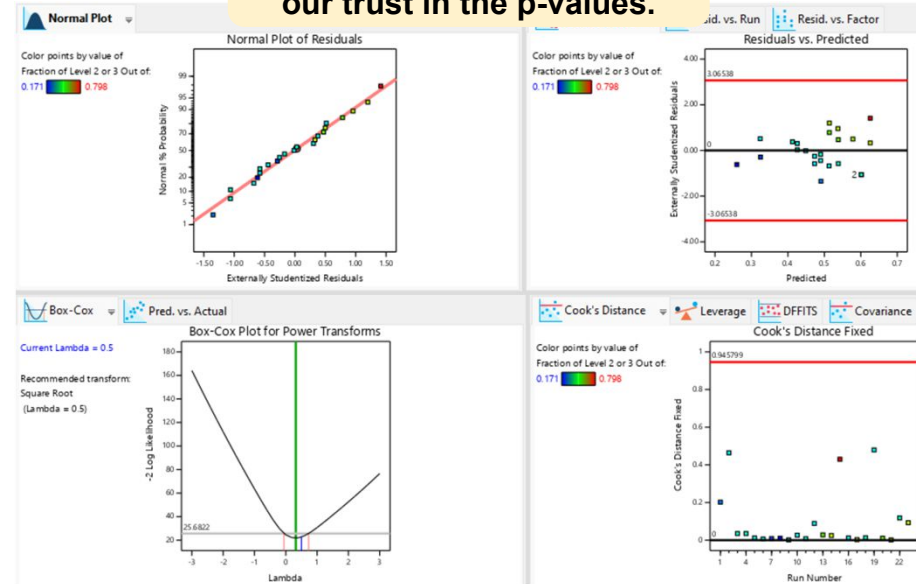 our trust in the p-values.
Normal Plot
Color points by value of
Fraction of Level 2 or 3 Out of:
0.171 0.798
Normal Plot of Residuals
Normal % Probability
99
95
90
70
50
20
10
5
1
-1.50 -1.00 -0.50 0.00 0.50 1.00 1.50
Externally Studentized Residuals
Resid. vs. Run
Resid. vs. Factor
Color points by value of
Fraction of Level 2 or 3 Out of:
0.171 0.798
Residuals vs. Predicted
Externally Studentized Residuals
4.00
3.06538
2.00
0
0.00
2
-2.00
-3.06538
-4.00
0.2 0.3 0.4 0.5 0.6 0.7
Predicted
Box-Cox
Pred. vs. Actual
Current Lambda = 0.5
Recommended transform:
Square Root
(Lambda = 0.5)
Box-Cox Plot for Power Transforms
-2 Log Likelihood
180
160
140
120
100
80
60
40
25.6822
20
-3 -2 -1 0 1 2 3
Lambda
Cook's Distance
Leverage
DFFITS
Covariance
Color points by value of
Fraction of Level 2 or 3 Out of:
0.171 0.798
Cook's Distance Fixed
Cook's Distance Fixed
1
0.945799
0.8
0.6
0.4
0.2
0
0
1 4 7 10 13 16 19 22
Run Number